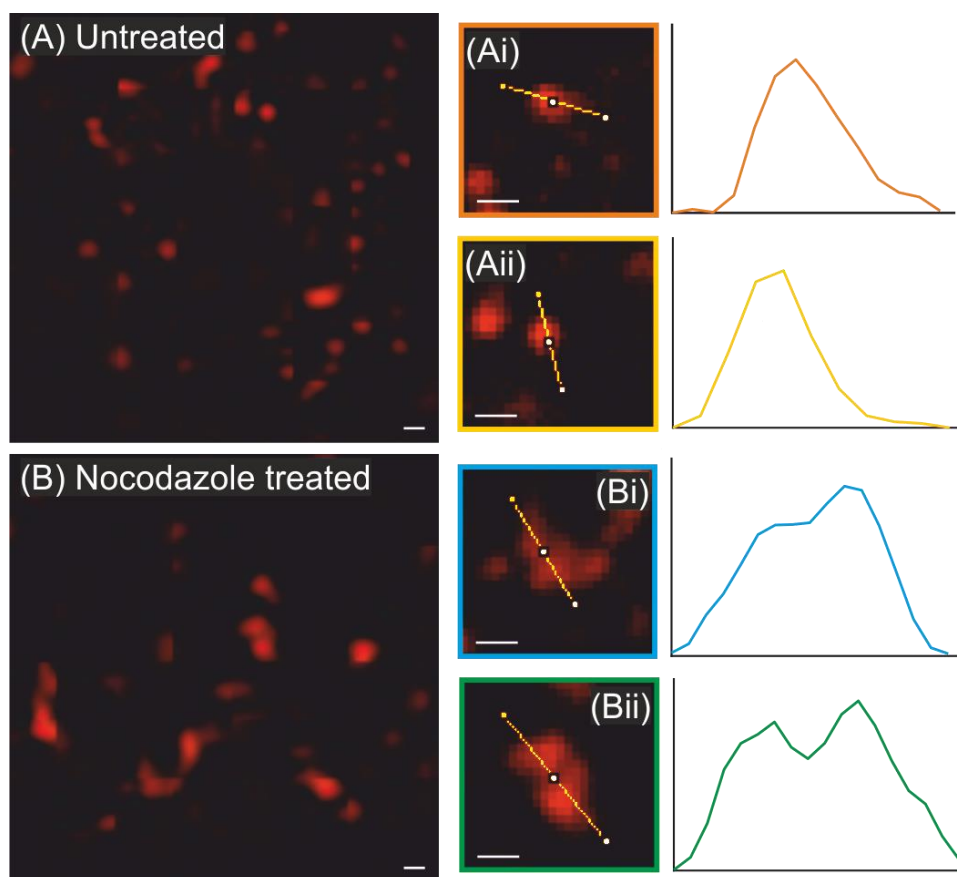 (A) Untreated
(Ai)
(Aii)
(B) Nocodazole treated
(Bi)
(Bii)